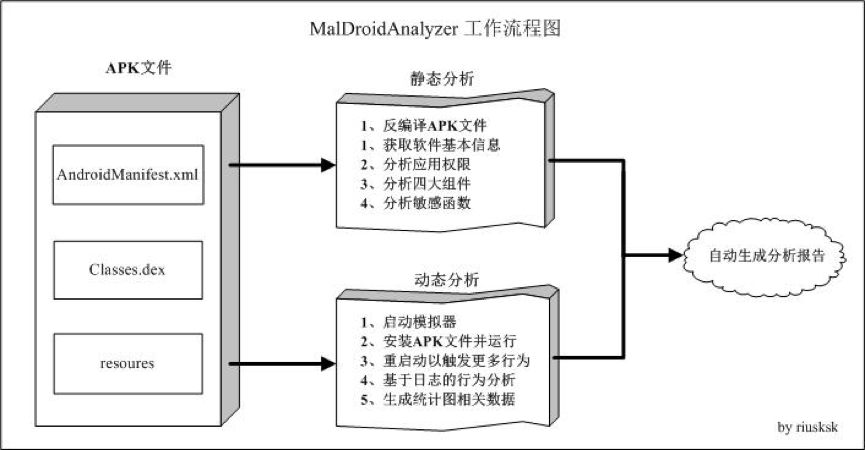 MalDroidAnalyzer 工作流程图
APK文件
AndroidManifest.xml
Classes.dex
resoures
静态分析
1、反编译APK文件
1、获取软件基本信息
2、分析应用权限
3、分析四大组件
4、分析敏感函数
动态分析
1、启动模拟器
2、安装APK文件并运行
3、重启动以触发更多行为
4、基于日志的行为分析
5、生成统计图相关数据
自动生成分析报告
by riusksk